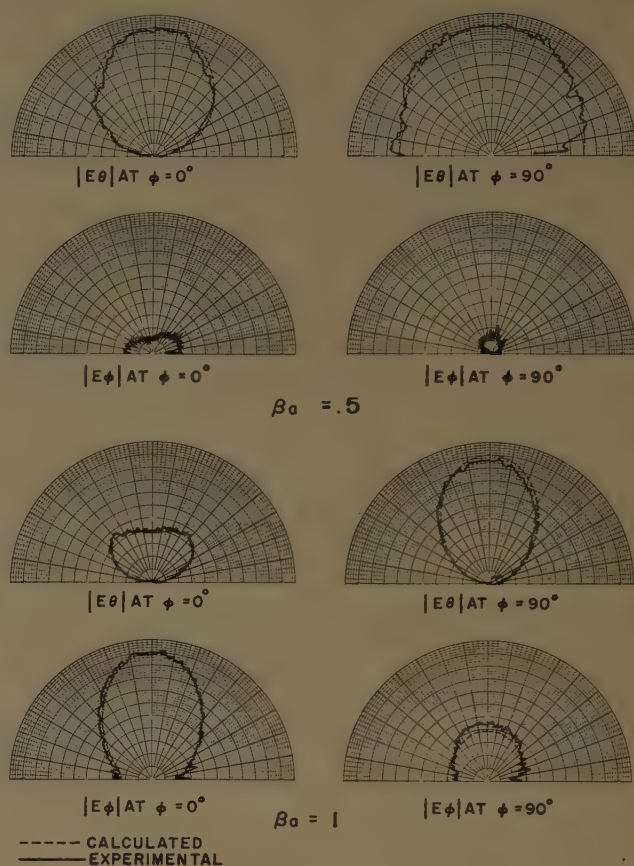 |Eθ| AT φ = 0°
|Eθ| AT φ = 90°
|Eφ| AT φ = 0°
|Eφ| AT φ = 90°
βa = .5
|Eθ| AT φ = 0°
|Eθ| AT φ = 90°
|Eφ| AT φ = 0°
|Eφ| AT φ = 90°
βa = 1
----- CALCULATED
—— EXPERIMENTAL